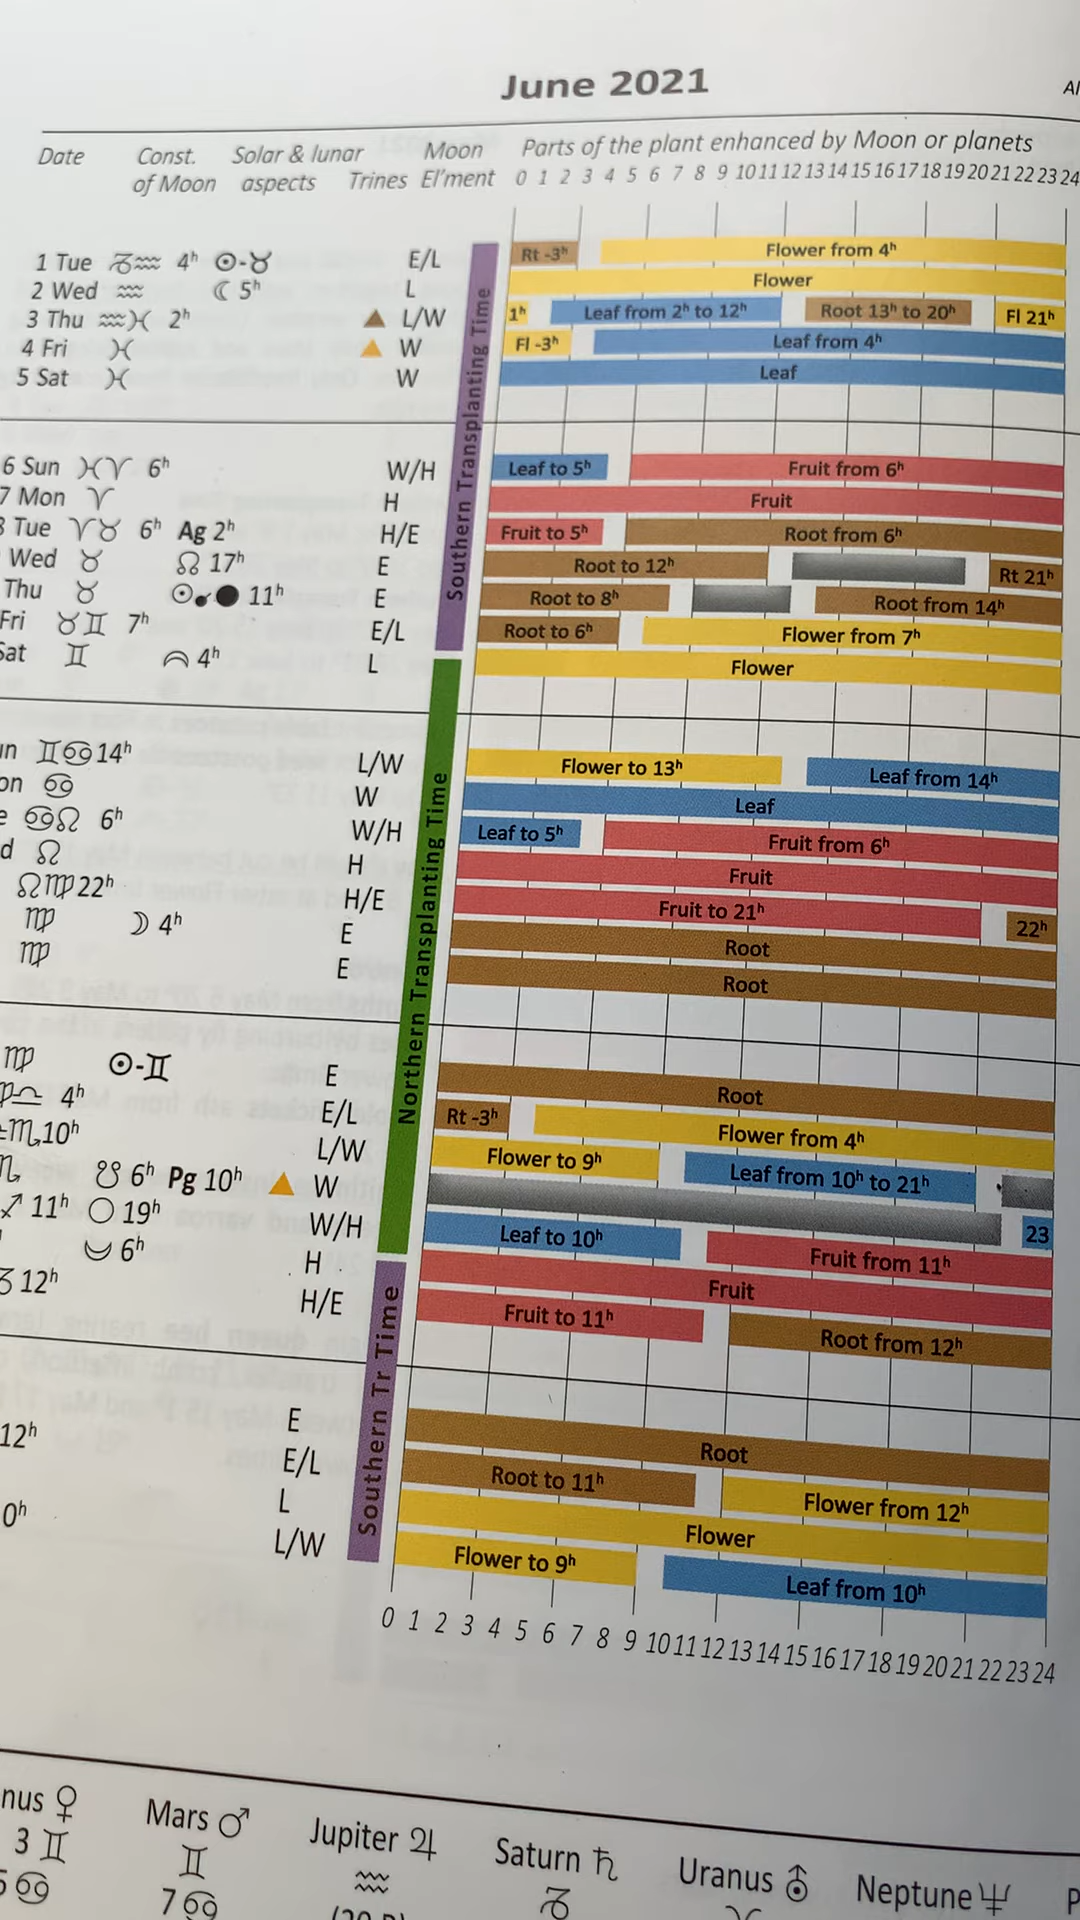 June 2021
Date Const. of Moon Solar & lunar aspects Trines Moon El'ment Parts of the plant enhanced by Moon or planets
0 1 2 3 4 5 6 7 8 9 10 11 12 13 14 15 16 17 18 19 20 21 22 23 24
1 Tue ♑♒ 4h ☉-♉ E/L Rt -3h Flower from 4h
2 Wed ♒ ☾ 5h L Flower
3 Thu ♒♓ 2h ▲ L/W 1h Leaf from 2h to 12h Root 13h to 20h Fl 21h
4 Fri ♓ ▲ W Fl -3h Leaf from 4h
5 Sat ♓ W Leaf
Southern Transplanting Time
6 Sun ♓♈ 6h W/H Leaf to 5h Fruit from 6h
7 Mon ♈ H Fruit
Tue ♈♉ 6h Ag 2h H/E Fruit to 5h Root from 6h
Wed ♉ ☊ 17h E Root to 12h Rt 21h
Thu ♉ ☉☌● 11h E Root to 8h Root from 14h
Fri ♉♊ 7h E/L Root to 6h Flower from 7h
Sat ♊ 4h L Flower
Northern Transplanting Time
♊♋ 14h L/W Flower to 13h Leaf from 14h
♋ W Leaf
♋♌ 6h W/H Leaf to 5h Fruit from 6h
♌ H Fruit
♌♍ 22h H/E Fruit to 21h 22h
♍ ☽ 4h E Root
♍ E Root
♍ ☉-♊ E Root
♎ 4h E/L Rt -3h Flower from 4h
♏ 10h L/W Flower to 9h Leaf from 10h to 21h
♏ ☋ 6h Pg 10h ▲ W
♐ 11h ○ 19h W/H Leaf to 10h Fruit from 11h 23
6h H Fruit
♑ 12h H/E Fruit to 11h Root from 12h
Southern Tr Time
E Root
12h E/L Root to 11h Flower from 12h
L Flower
0h L/W Flower to 9h Leaf from 10h
0 1 2 3 4 5 6 7 8 9 10 11 12 13 14 15 16 17 18 19 20 21 22 23 24
nus ♀ Mars ♂ Jupiter ♃ Saturn ♄ Uranus ⛢ Neptune ♆
3 ♊ ♊ ♒ ♑
♋ 7 ♋